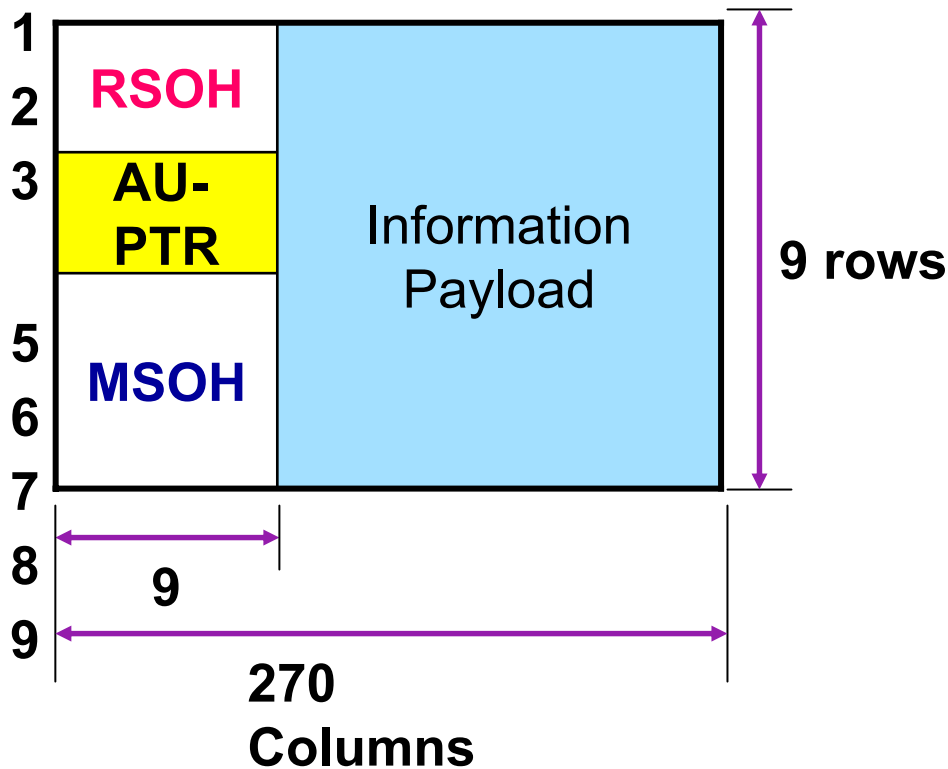 1
RSOH
2
3
AU-
PTR
Information
Payload
9 rows
5
MSOH
6
7
8
9
9
270
Columns